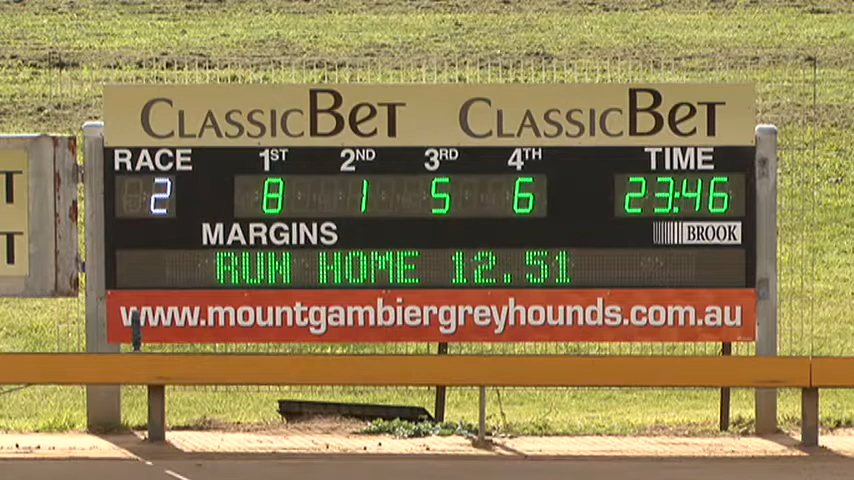 CLASSICBET CLASSICBET
RACE 1ST 2ND 3RD 4TH TIME
2 8 1 5 6 23:46
MARGINS BROOK
RUN HOME 12.51
www.mountgambiergreyhounds.com.au
T
T